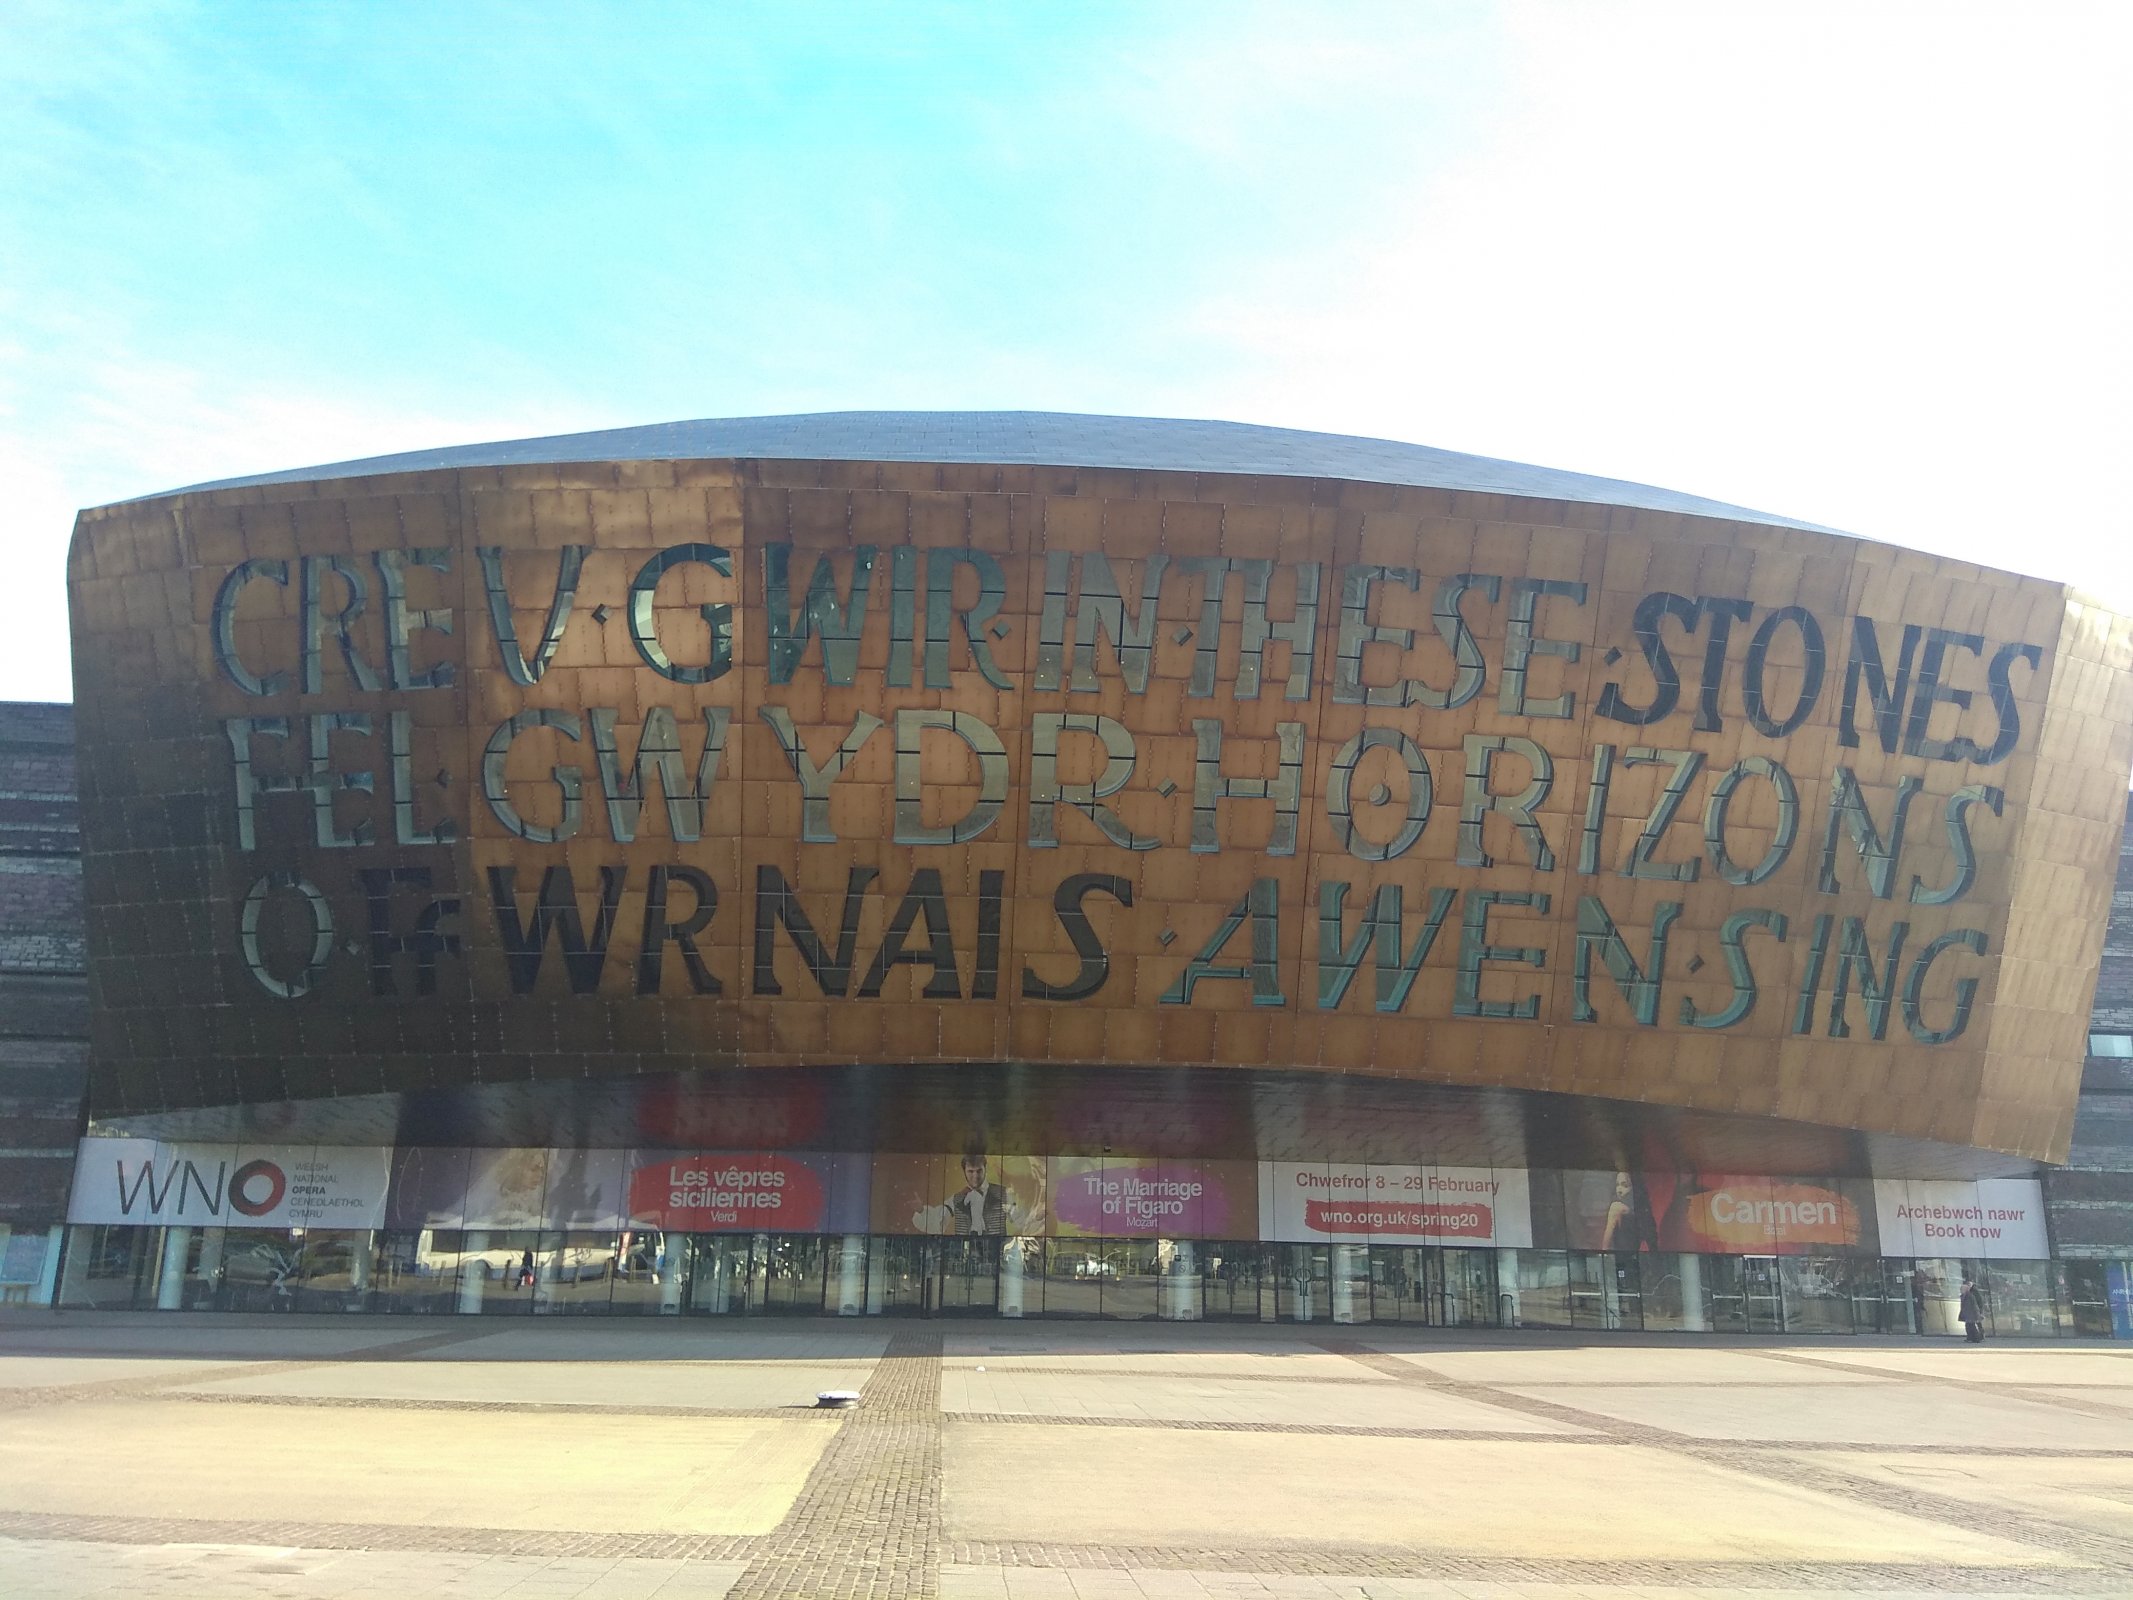 CREV·GWIR·IN·THESE·STONES
FEL·GWYDR·HORIZONS
O·FFWRNAIS·AWEN·SING
WNO
WELSH
NATIONAL
OPERA
CENEDLAETHOL
CYMRU
Les vêpres
siciliennes
Verdi
The Marriage
of Figaro
Mozart
Chwefror 8 – 29 February
wno.org.uk/spring20
Carmen
Bizet
Archebwch nawr
Book now